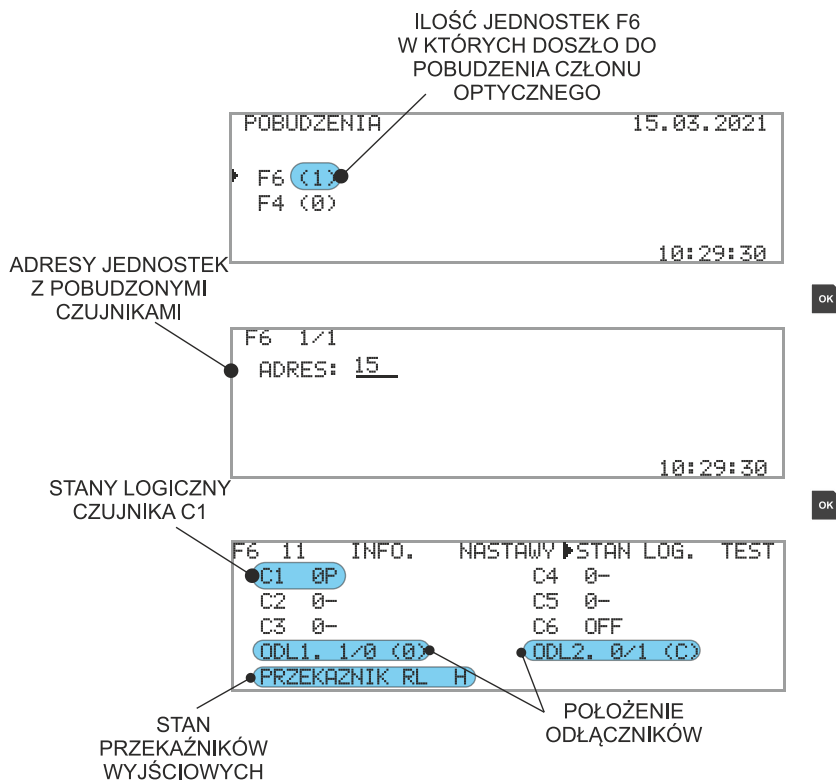 ILOŚĆ JEDNOSTEK F6
W KTÓRYCH DOSZŁO DO
POBUDZENIA CZŁONU
OPTYCZNEGO
POBUDZENIA 15.03.2021
F6 (1)
F4 (0)
10:29:30
ADRESY JEDNOSTEK
Z POBUDZONYMI
CZUJNIKAMI
OK
F6 1/1
ADRES: 15
10:29:30
STANY LOGICZNY
CZUJNIKA C1
OK
F6 11 INFO. NASTAWY STAN LOG. TEST
C1 0P C4 0-
C2 0- C5 0-
C3 0- C6 OFF
ODL1. 1/0 (0) ODL2. 0/1 (C)
PRZEKAZNIK RL H
STAN
PRZEKAŹNIKÓW
WYJŚCIOWYCH
POŁOŻENIE
ODŁĄCZNIKÓW